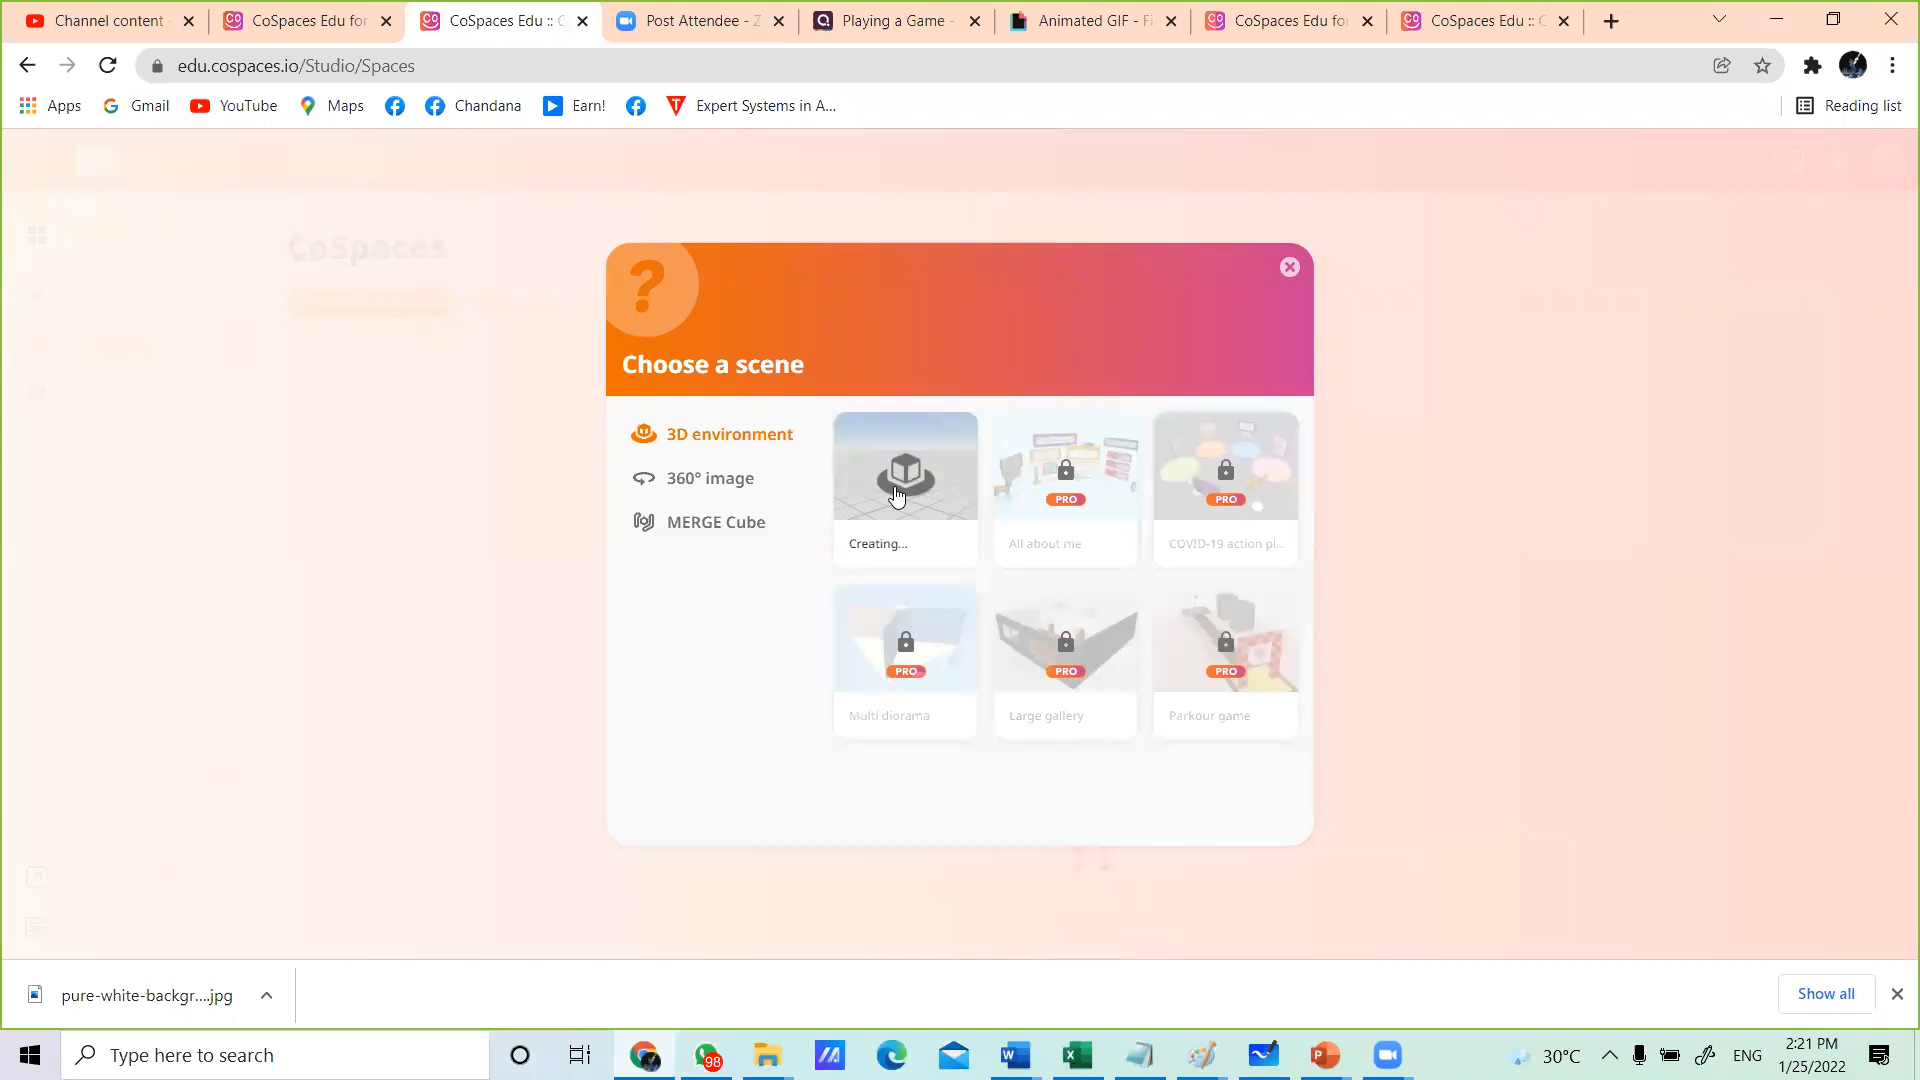 Channel content
CoSpaces Edu for
CoSpaces Edu :: C
Post Attendee - Z
Playing a Game -
Animated GIF - Fi
CoSpaces Edu fo
CoSpaces Edu :: C
edu.cospaces.io/Studio/Spaces
Apps
Gmail
YouTube
Maps
Chandana
Earn!
Expert Systems in A...
Reading list
CoSpaces
?
Choose a scene
3D environment
360° image
MERGE Cube
Creating...
PRO
All about me
PRO
COVID-19 action pl...
PRO
Multi diorama
PRO
Large gallery
PRO
Parkour game
pure-white-backgr....jpg
Show all
Type here to search
98
30°C
ENG
2:21 PM
1/25/2022